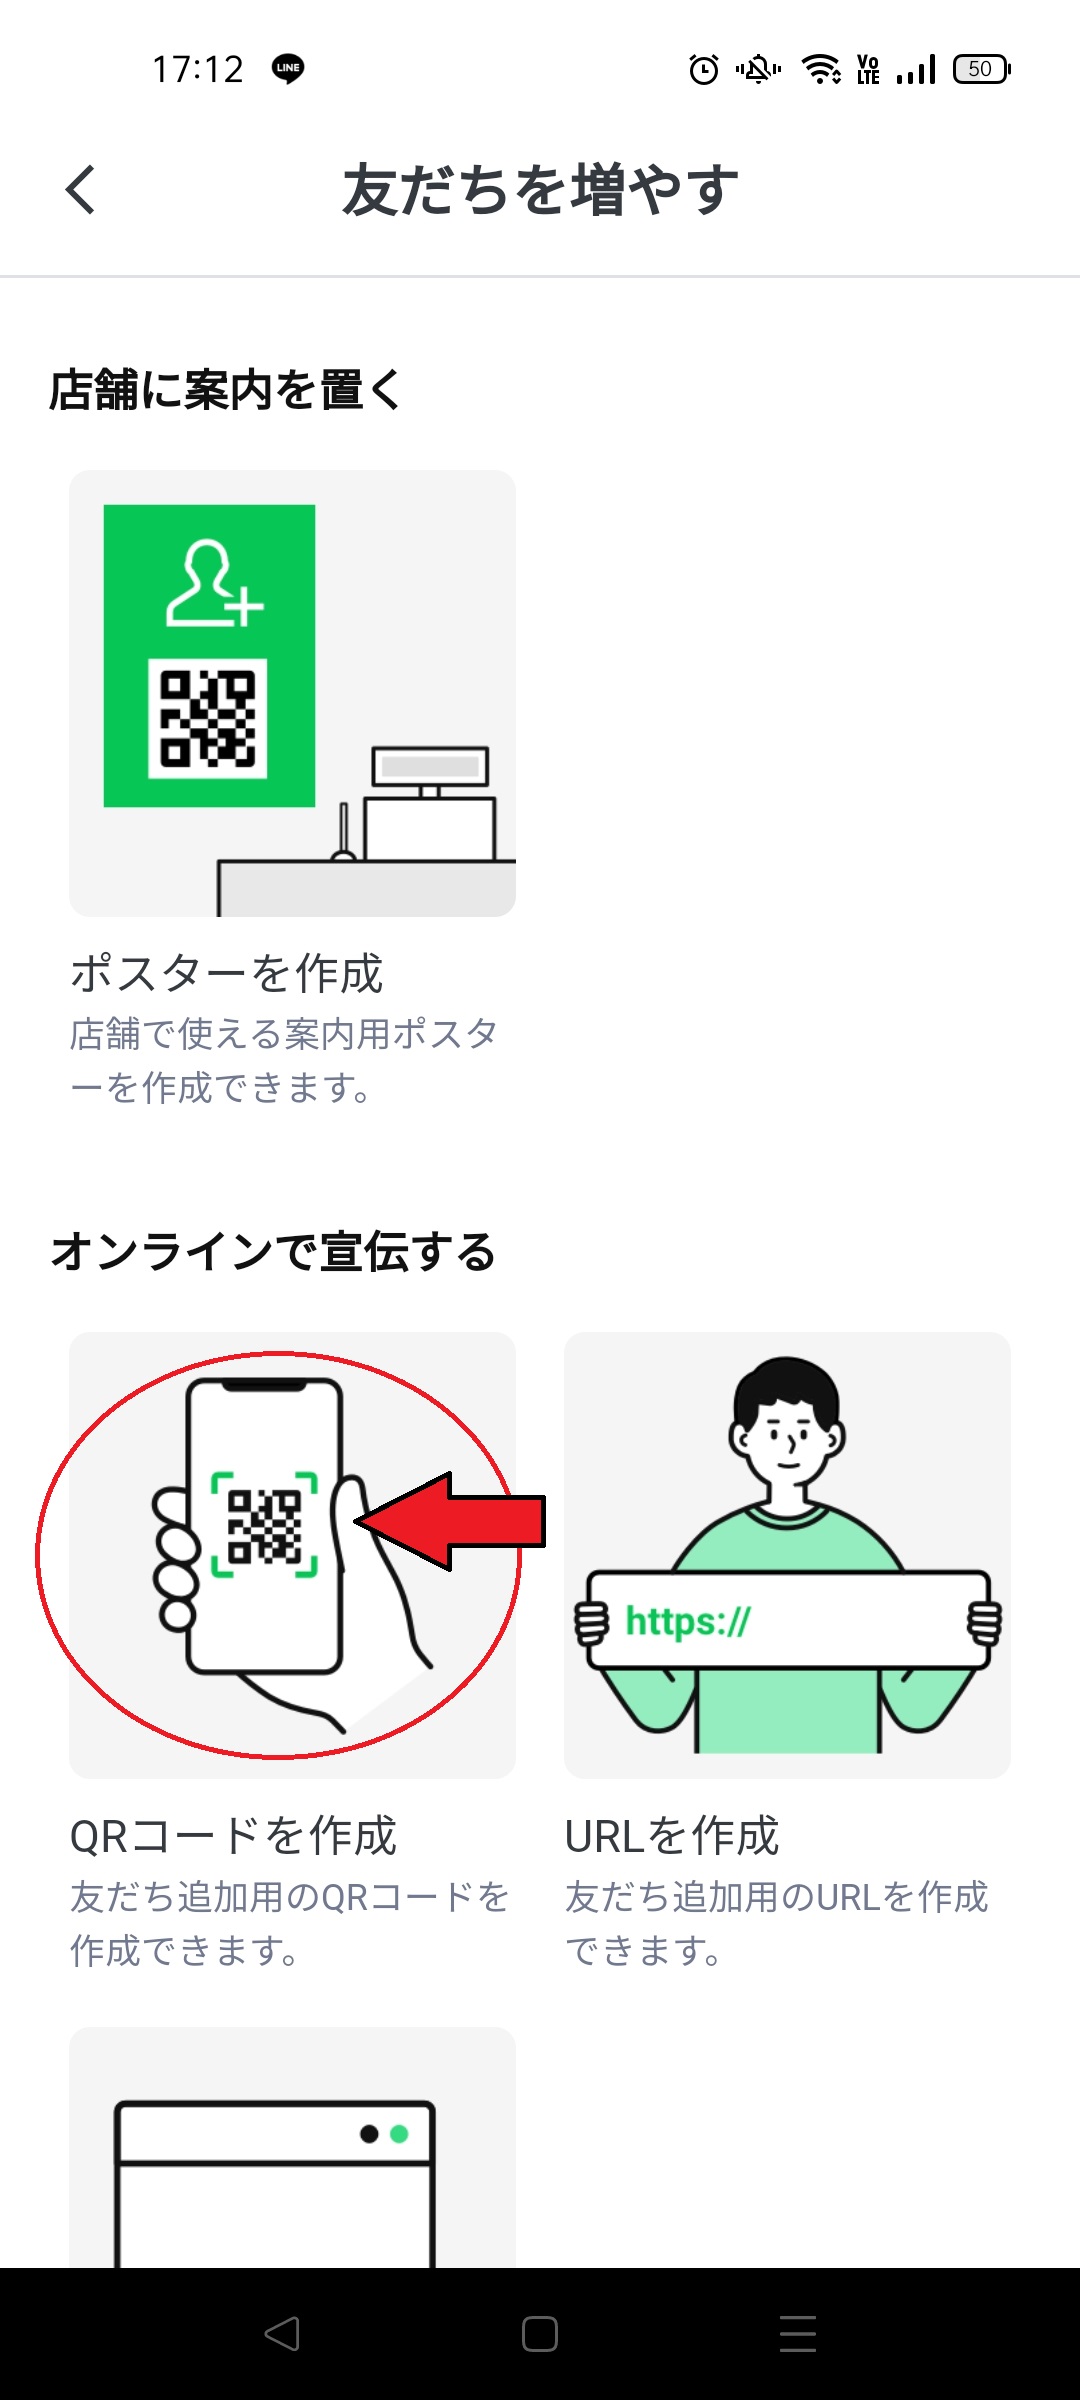 17:12
LINE
Vo
LTE
50
友だちを増やす
店舗に案内を置く
ポスターを作成
店舗で使える案内用ポスタ
ーを作成できます。
オンラインで宣伝する
https://
QRコードを作成
友だち追加用のQRコードを
作成できます。
URLを作成
友だち追加用のURLを作成
できます。